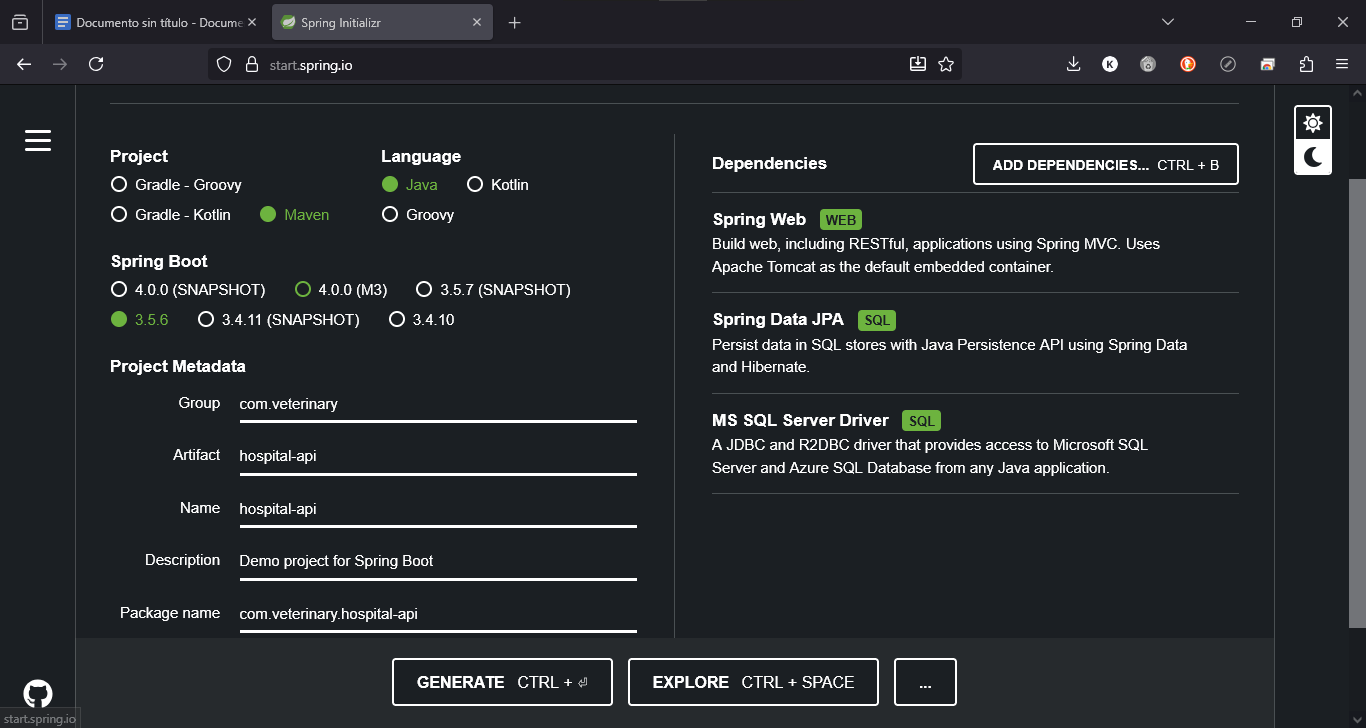 Documento sin título - Docume
Spring Initializr
start.spring.io
Project
Language
Gradle - Groovy
Java
Kotlin
Gradle - Kotlin
Maven
Groovy
Spring Boot
4.0.0 (SNAPSHOT)
4.0.0 (M3)
3.5.7 (SNAPSHOT)
3.5.6
3.4.11 (SNAPSHOT)
3.4.10
Project Metadata
Group com.veterinary
Artifact hospital-api
Name hospital-api
Description Demo project for Spring Boot
Package name com.veterinary.hospital-api
Dependencies
ADD DEPENDENCIES... CTRL + B
Spring Web WEB
Build web, including RESTful, applications using Spring MVC. Uses
Apache Tomcat as the default embedded container.
Spring Data JPA SQL
Persist data in SQL stores with Java Persistence API using Spring Data
and Hibernate.
MS SQL Server Driver SQL
A JDBC and R2DBC driver that provides access to Microsoft SQL
Server and Azure SQL Database from any Java application.
GENERATE CTRL + ⏎
EXPLORE CTRL + SPACE
...
start.spring.io